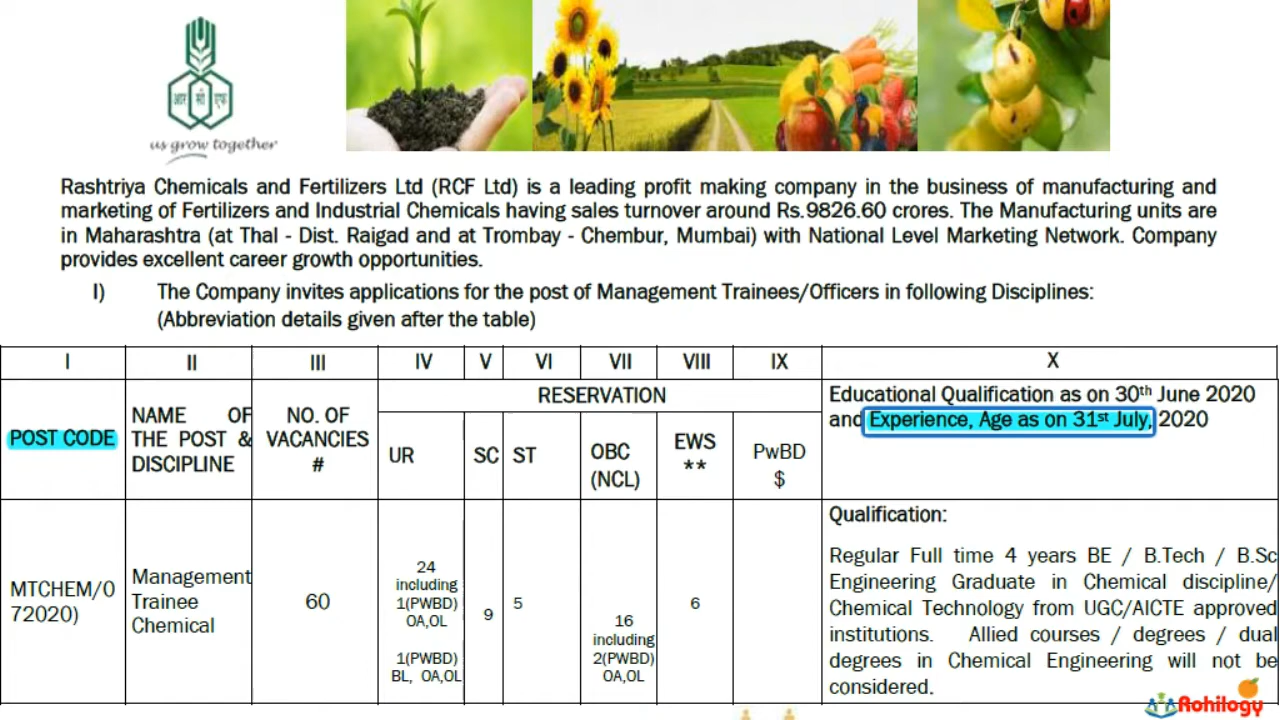 आर सी एफ
us grow together
Rashtriya Chemicals and Fertilizers Ltd (RCF Ltd) is a leading profit making company in the business of manufacturing and
marketing of Fertilizers and Industrial Chemicals having sales turnover around Rs.9826.60 crores. The Manufacturing units are
in Maharashtra (at Thal - Dist. Raigad and at Trombay - Chembur, Mumbai) with National Level Marketing Network. Company
provides excellent career growth opportunities.
I) The Company invites applications for the post of Management Trainees/Officers in following Disciplines:
(Abbreviation details given after the table)
I II III IV V VI VII VIII IX X
POST CODE
NAME OF
THE POST &
DISCIPLINE
NO. OF
VACANCIES
#
RESERVATION
UR
SC
ST
OBC
(NCL)
EWS
**
PwBD
$
Educational Qualification as on 30th June 2020
and Experience, Age as on 31st July, 2020
MTCHEM/0
72020)
Management
Trainee
Chemical
60
24
including
1(PWBD)
OA,OL
1(PWBD)
BL, OA,OL
9
5
16
including
2(PWBD)
OA,OL
6
Qualification:
Regular Full time 4 years BE / B.Tech / B.Sc
Engineering Graduate in Chemical discipline/
Chemical Technology from UGC/AICTE approved
institutions. Allied courses / degrees / dual
degrees in Chemical Engineering will not be
considered.
Rohilogy